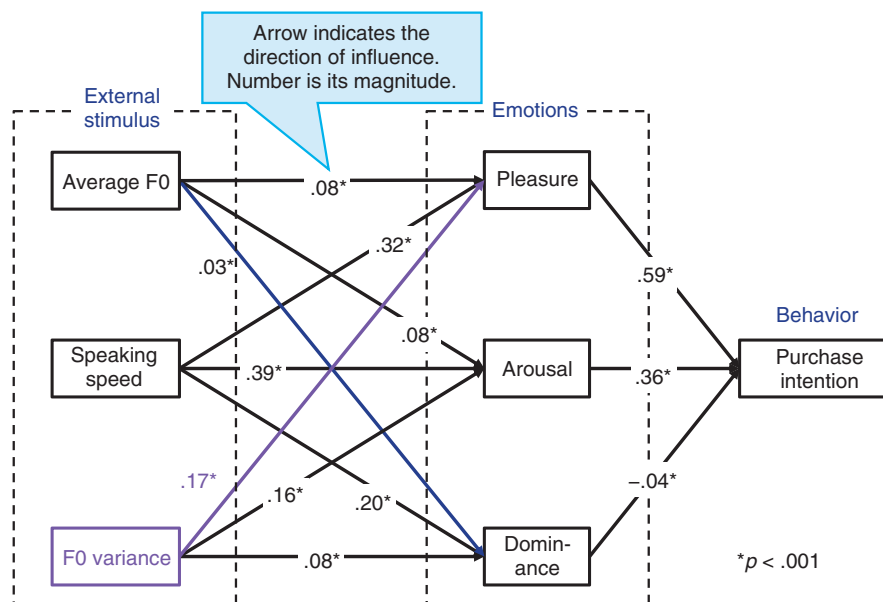 Arrow indicates the
direction of influence.
Number is its magnitude.
External
stimulus
Emotions
Average F0
.08*
Pleasure
.32*
.03*
.59*
.08*
Behavior
Speaking
speed
.39*
Arousal
.36*
Purchase
intention
.17*
.16*
.20*
−.04*
F0 variance
.08*
Domin-
ance
*p < .001